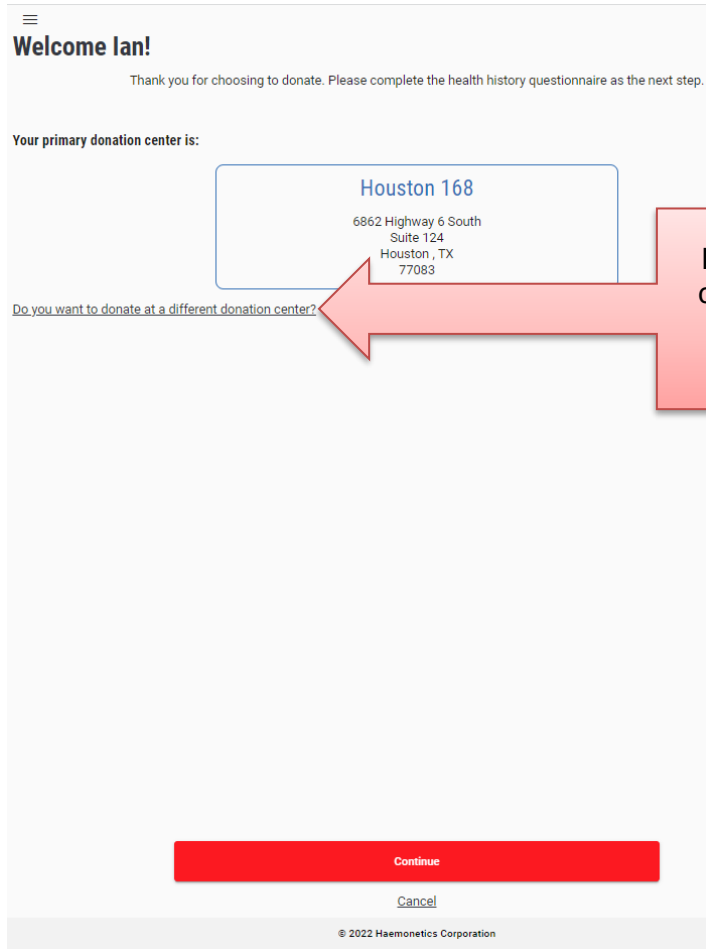 Welcome Ian!
Thank you for choosing to donate. Please complete the health history questionnaire as the next step.
Your primary donation center is:
Houston 168
6862 Highway 6 South
Suite 124
Houston , TX
77083
Do you want to donate at a different donation center?
Continue
Cancel
© 2022 Haemonetics Corporation